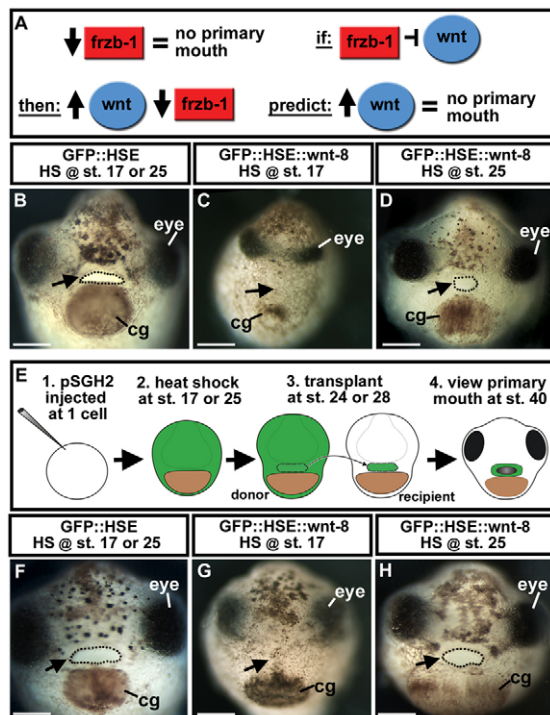 A
frzb-1 = no primary mouth
if: frzb-1 wnt
then: wnt frzb-1
predict: wnt = no primary mouth
GFP::HSE
HS @ st. 17 or 25
GFP::HSE::wnt-8
HS @ st. 17
GFP::HSE::wnt-8
HS @ st. 25
B
eye
cg
C
eye
cg
D
eye
cg
E
1. pSGH2
injected
at 1 cell
2. heat shock
at st. 17 or 25
3. transplant
at st. 24 or 28
4. view primary
mouth at st. 40
donor
recipient
GFP::HSE
HS @ st. 17 or 25
GFP::HSE::wnt-8
HS @ st. 17
GFP::HSE::wnt-8
HS @ st. 25
F
eye
cg
G
eye
cg
H
eye
cg